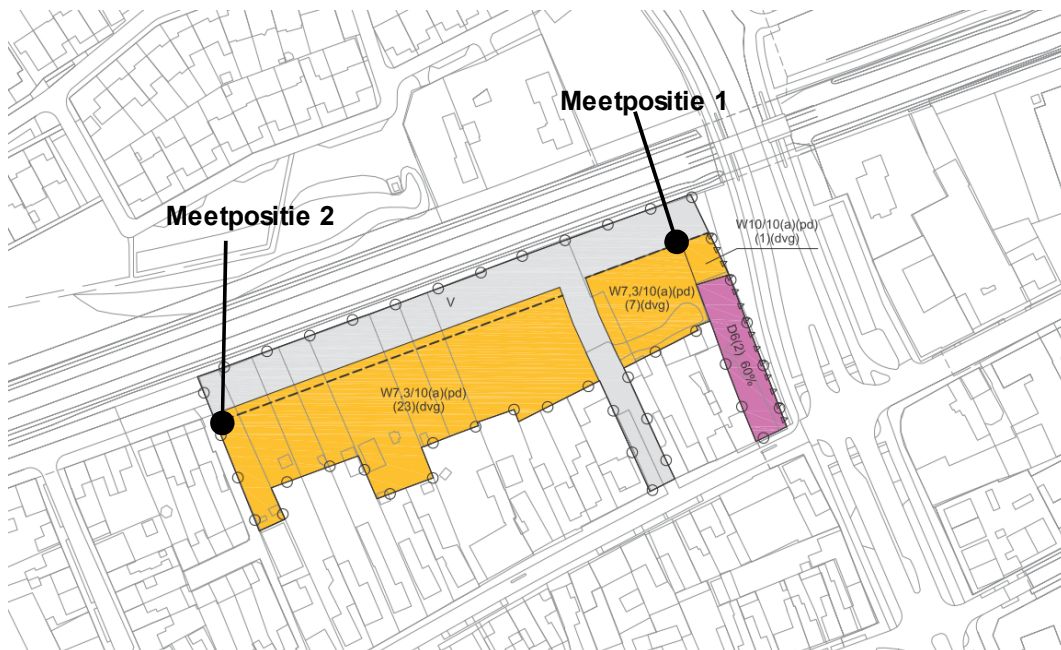 Meetpositie 1
Meetpositie 2
W10/10(a)(pd)
(1)(dvg)
W7,3/10(a)(pd)
(7)(dvg)
V
D6(2) 60%
W7,3/10(a)(pd)
(23)(dvg)